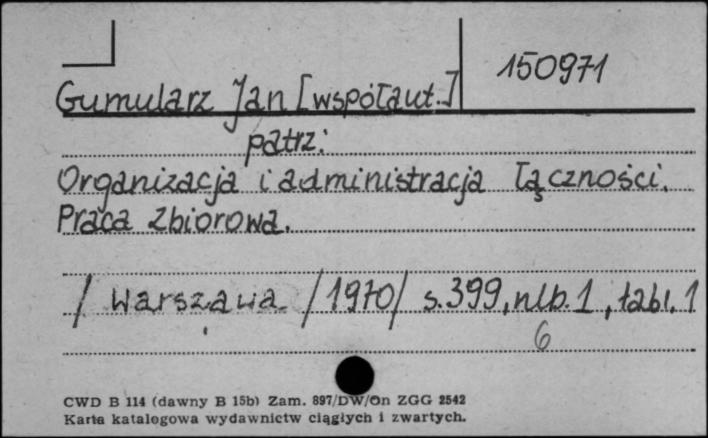 150971
Gumularz Jan [współaut.]
patrz:
Organizacja i administracja łączności.
Praca zbiorowa.
/ Warszawa / 1970/ s.399, nlb.1, tabl.1
6
CWD B 114 (dawny B 15b) Zam. 897/DW/On ZGG 2542
Karta katalogowa wydawnictw ciągłych i zwartych.